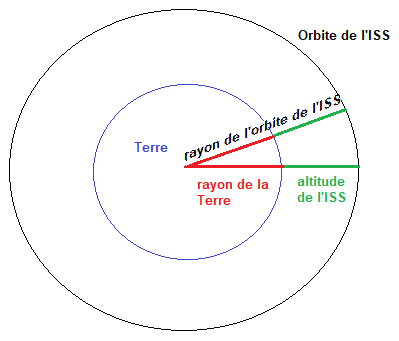 Orbite de l'ISS
rayon de l'orbite de l'ISS
Terre
rayon de la
Terre
altitude
de l'ISS